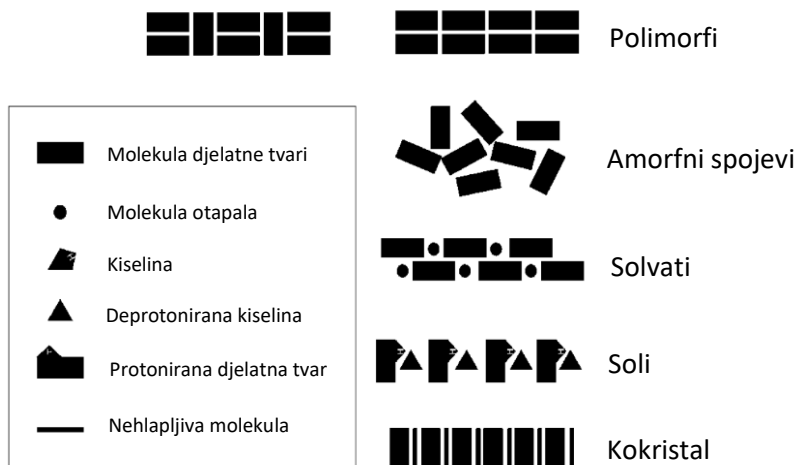 Polimorfi
Amorfni spojevi
Molekula djelatne tvari
Molekula otapala
Kiselina
Deprotonirana kiselina
Protonirana djelatna tvar
Nehlapljiva molekula
Solvati
Soli
Kokristal